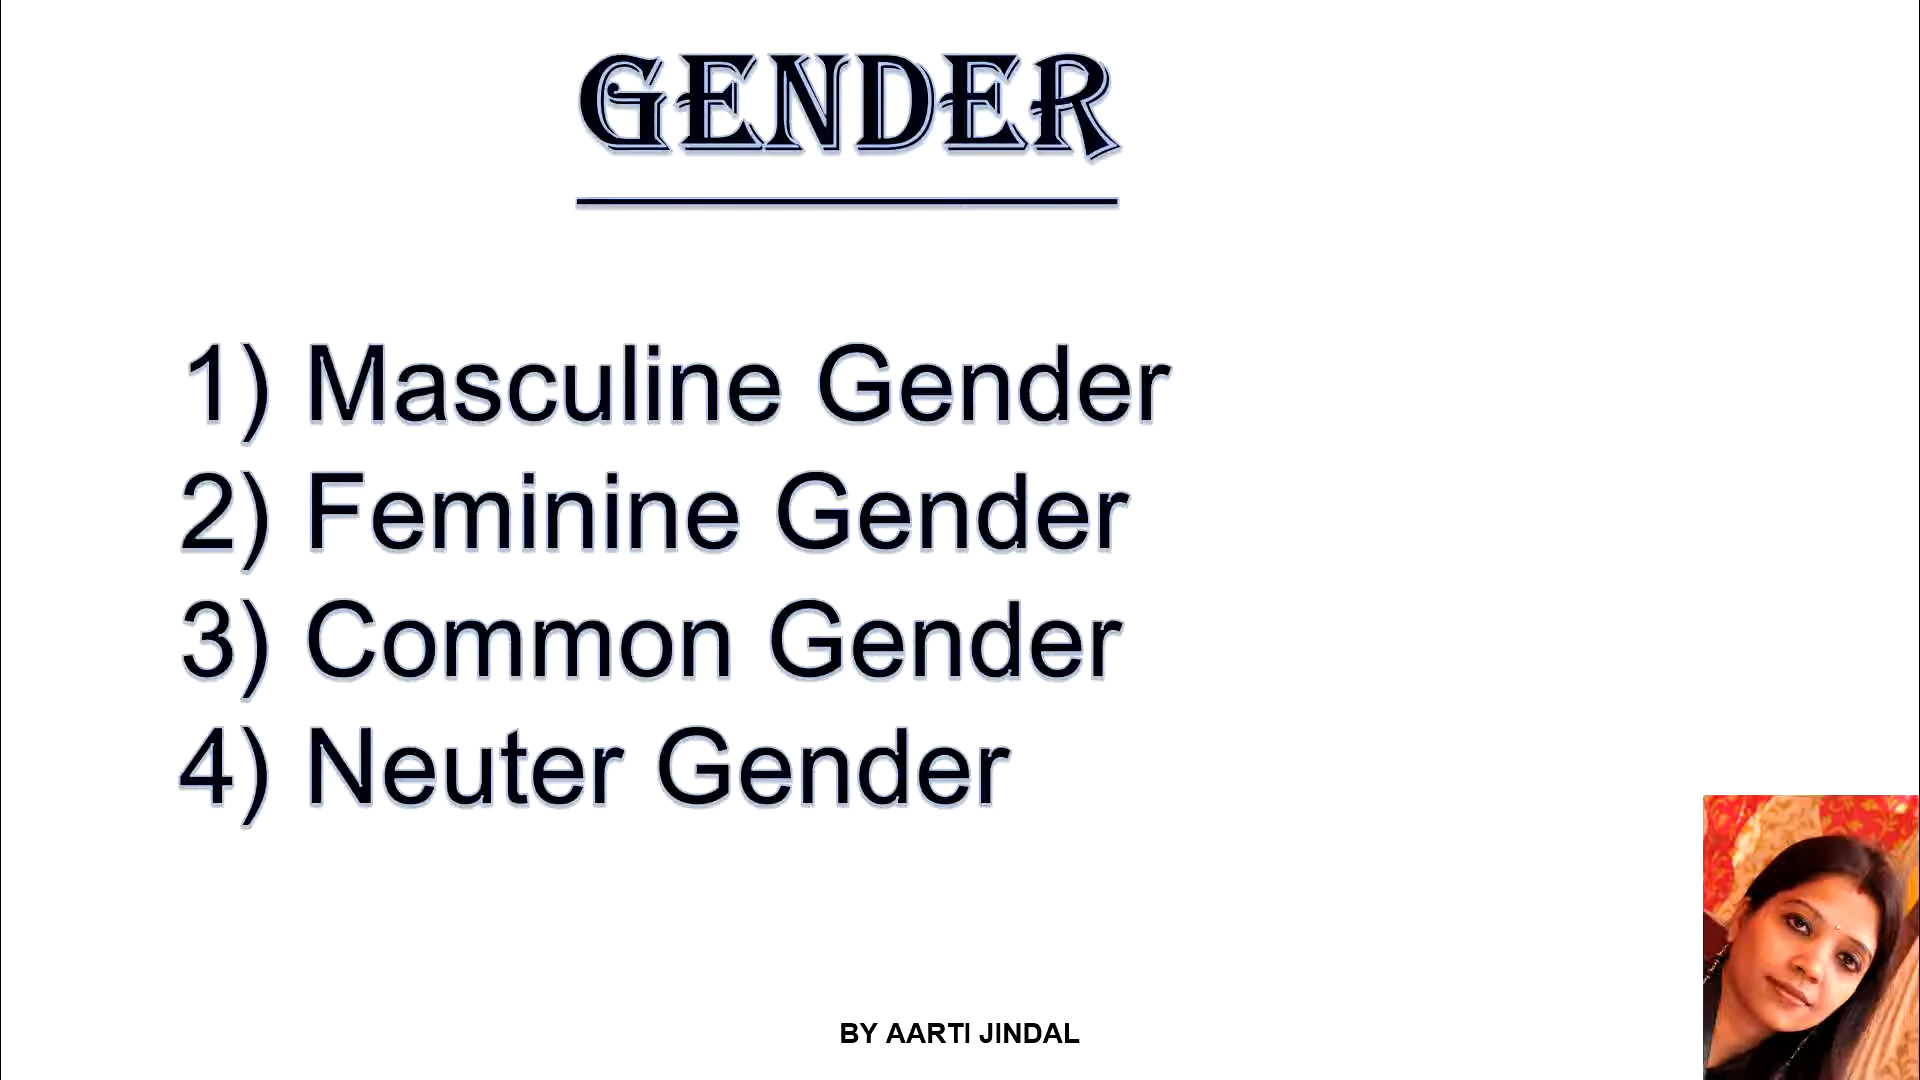 GENDER
1) Masculine Gender
2) Feminine Gender
3) Common Gender
4) Neuter Gender
BY AARTI JINDAL